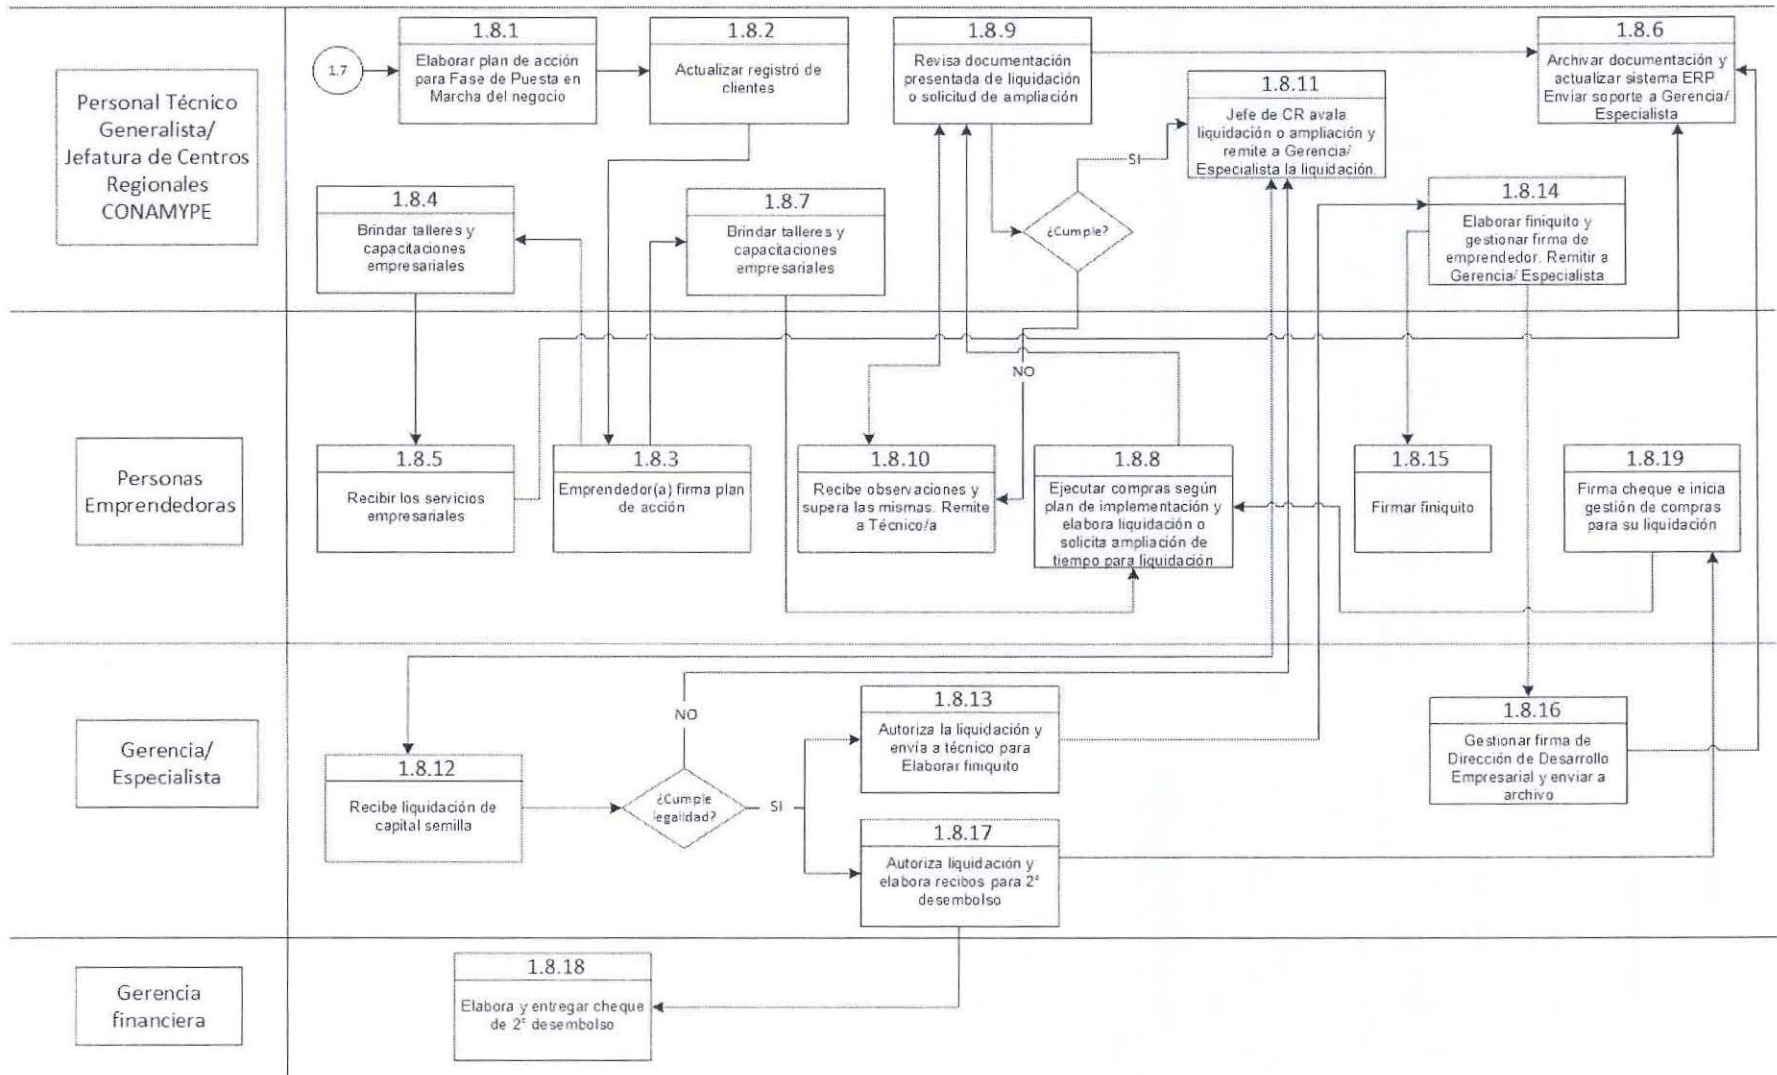 Personal Técnico
Generalista/
Jefatura de Centros
Regionales
CONAMYPE
1.7
1.8.1
Elaborar plan de acción
para Fase de Puesta en
Marcha del negocio
1.8.2
Actualizar registró de
clientes
1.8.9
Revisa documentación
presentada de liquidación
o solicitud de ampliación
1.8.6
Archivar documentación y
actualizar sistema ERP.
Enviar soporte a Gerencia/
Especialista
1.8.11
Jefe de CR avala
liquidación o ampliación y
remite a Gerencia/
Especialista la liquidación.
SI
1.8.4
Brindar talleres y
capacitaciones
empresariales
1.8.7
Brindar talleres y
capacitaciones
empresariales
¿Cumple?
1.8.14
Elaborar finiquito y
gestionar firma de
emprendedor. Remitir a
Gerencia/ Especialista
NO
Personas
Emprendedoras
1.8.5
Recibir los servicios
empresariales
1.8.3
Emprendedor(a) firma plan
de acción
1.8.10
Recibe observaciones y
supera las mismas. Remite
a Técnico/a
1.8.8
Ejecutar compras según
plan de implementación y
elabora liquidación o
solicita ampliación de
tiempo para liquidación
1.8.15
Firmar finiquito
1.8.19
Firma cheque e inicia
gestión de compras
para su liquidación
Gerencia/
Especialista
1.8.12
Recibe liquidación de
capital semilla
NO
¿Cumple
legalidad?
SI
1.8.13
Autoriza la liquidación y
envía a técnico para
Elaborar finiquito
1.8.17
Autoriza liquidación y
elabora recibos para 2°
desembolso
1.8.16
Gestionar firma de
Dirección de Desarrollo
Empresarial y enviar a
archivo
Gerencia
financiera
1.8.18
Elabora y entregar cheque
de 2° desembolso